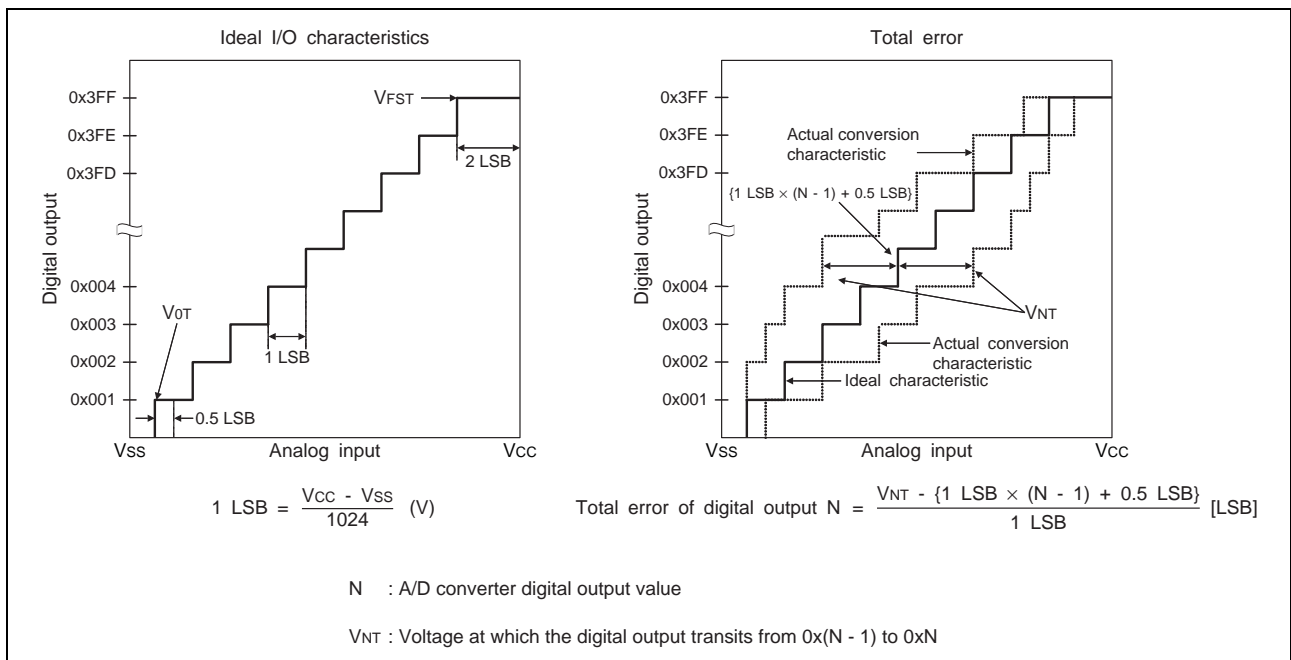 Ideal I/O characteristics
0x3FF
0x3FE
0x3FD
0x004
0x003
0x002
0x001
Digital output
VFST
2 LSB
V0T
1 LSB
0.5 LSB
VSS
Analog input
VCC
1 LSB = VCC - VSS / 1024 (V)
Total error
0x3FF
0x3FE
0x3FD
0x004
0x003
0x002
0x001
Digital output
Actual conversion
characteristic
{1 LSB × (N - 1) + 0.5 LSB}
VNT
Actual conversion
characteristic
Ideal characteristic
VSS
Analog input
VCC
Total error of digital output N = VNT - {1 LSB × (N - 1) + 0.5 LSB} / 1 LSB [LSB]
N : A/D converter digital output value
VNT : Voltage at which the digital output transits from 0x(N - 1) to 0xN